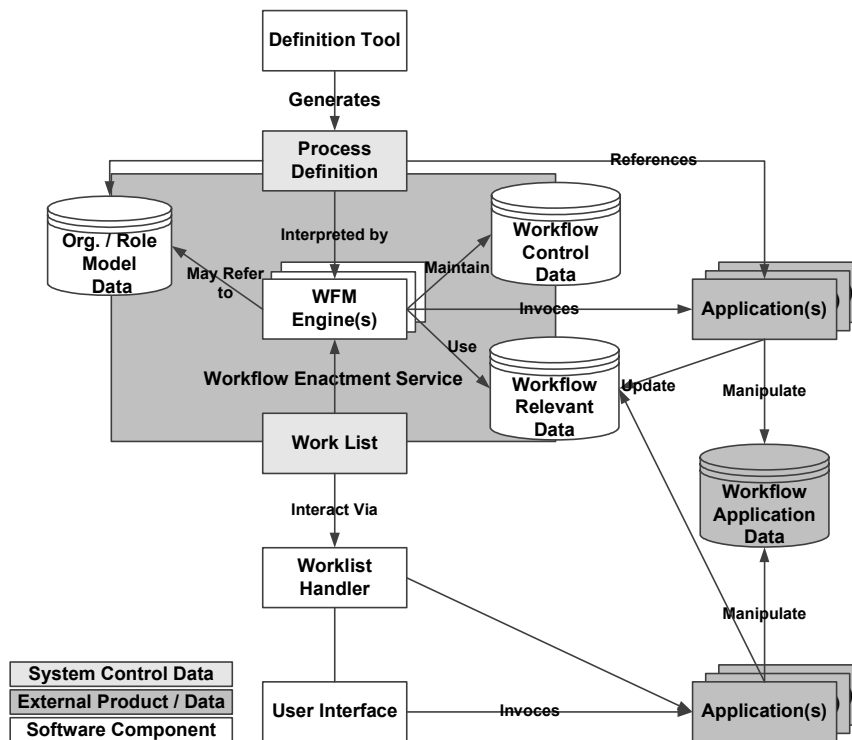 Definition Tool
Generates
Process
Definition
References
Org. / Role
Model
Data
Interpreted by
Workflow
Control
Data
May Refer
to
Maintain
WFM
Engine(s)
Invoces
Application(s)
Use
Workflow Enactment Service
Workflow
Relevant
Data
Update
Manipulate
Work List
Workflow
Application
Data
Interact Via
Worklist
Handler
Manipulate
System Control Data
External Product / Data
Software Component
User Interface
Invoces
Application(s)